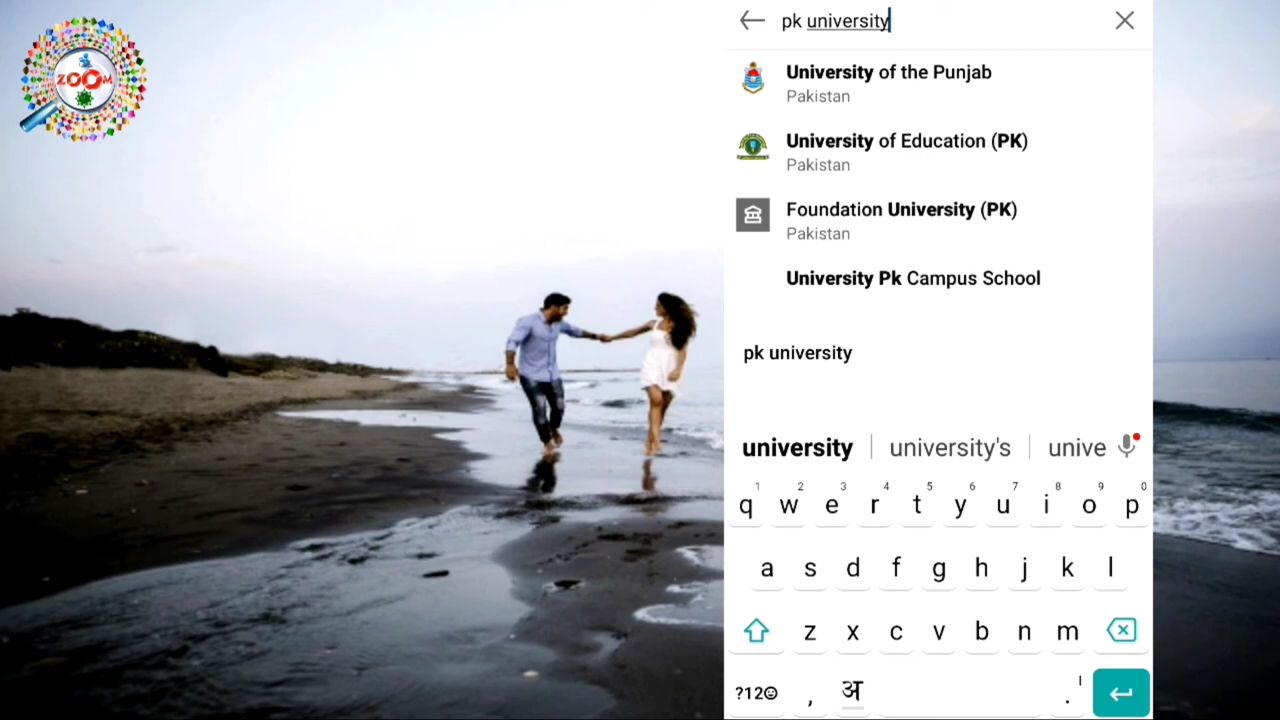 ZOOM
pk university
University of the Punjab
Pakistan
University of Education (PK)
Pakistan
Foundation University (PK)
Pakistan
University Pk Campus School
pk university
university university's unive
1 2 3 4 5 6 7 8 9 0
q w e r t y u i o p
a s d f g h j k l
z x c v b n m
?12 , अ . l